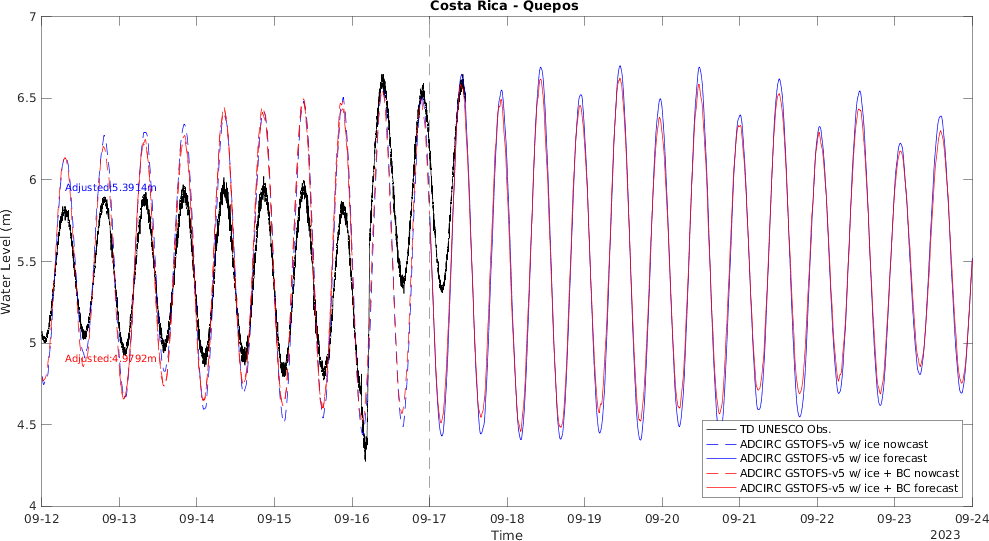 Costa Rica - Quepos
7
6.5
6
5.5
5
4.5
4
Water Level (m)
Adjusted:5.3914m
Adjusted:4.9792m
TD UNESCO Obs.
ADCIRC GSTOFS-v5 w/ ice nowcast
ADCIRC GSTOFS-v5 w/ ice forecast
ADCIRC GSTOFS-v5 w/ ice + BC nowcast
ADCIRC GSTOFS-v5 w/ ice + BC forecast
09-12 09-13 09-14 09-15 09-16 09-17 09-18 09-19 09-20 09-21 09-22 09-23 09-24
Time
2023